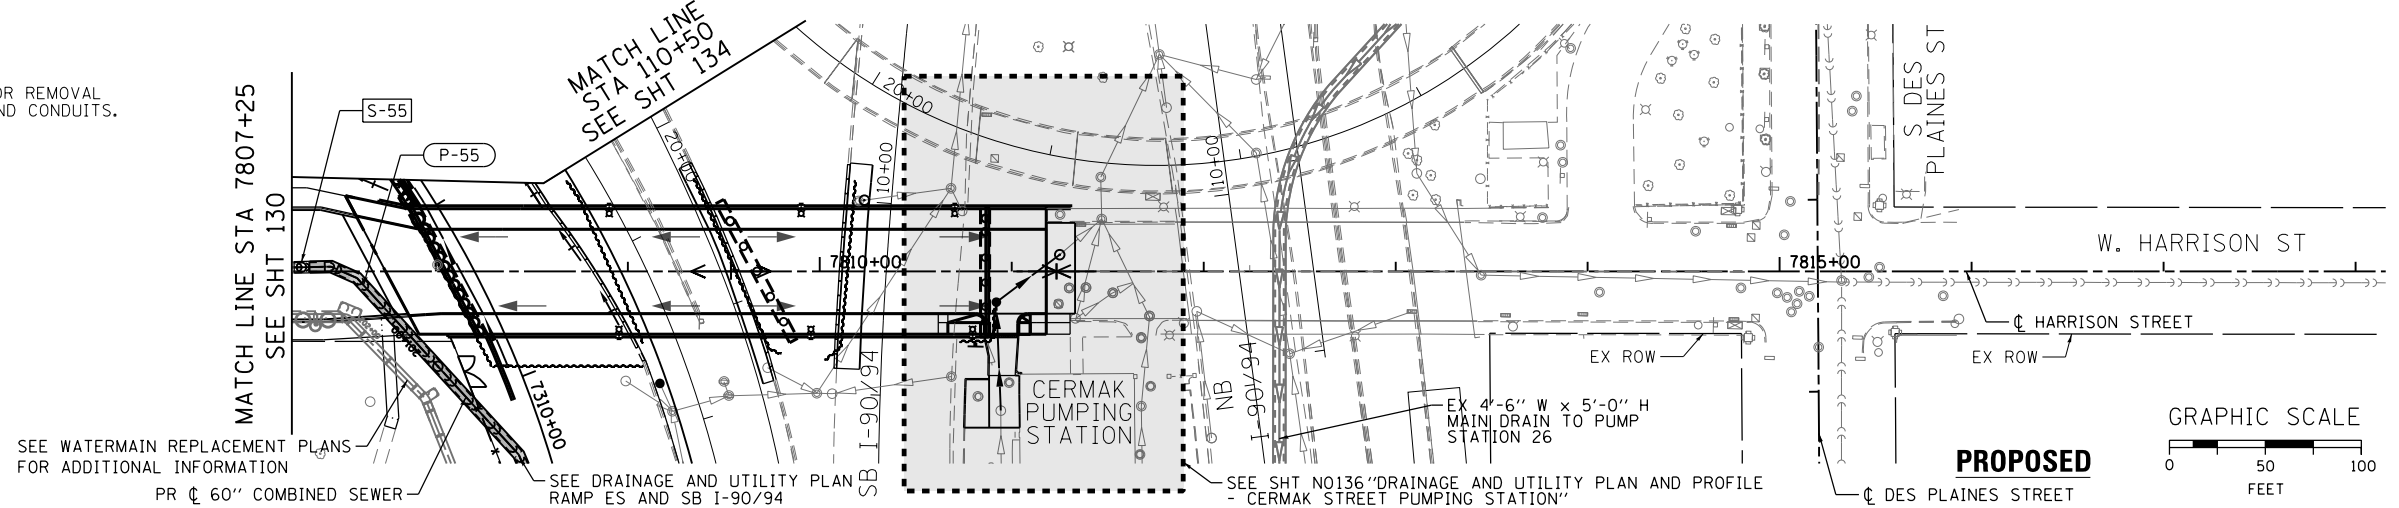 OR REMOVAL
ND CONDUITS.
MATCH LINE STA 7807+25
SEE SHT 130
S-55
P-55
MATCH LINE
STA 110+50
SEE SHT 134
20+00
110+00
120+00
110+00
7810+00
7815+00
7310+00
S DES
PLAINES ST
W. HARRISON ST
℄ HARRISON STREET
EX ROW
EX ROW
SB I-90/94
NB
I-90/94
CERMAK
PUMPING
STATION
EX 4'-6" W x 5'-0" H
MAIN DRAIN TO PUMP
STATION 26
SEE WATERMAIN REPLACEMENT PLANS
FOR ADDITIONAL INFORMATION
PR ℄ 60" COMBINED SEWER
SEE DRAINAGE AND UTILITY PLAN
RAMP ES AND SB I-90/94
SEE SHT NO136"DRAINAGE AND UTILITY PLAN AND PROFILE
- CERMAK STREET PUMPING STATION"
℄ DES PLAINES STREET
PROPOSED
GRAPHIC SCALE
0 50 100
FEET